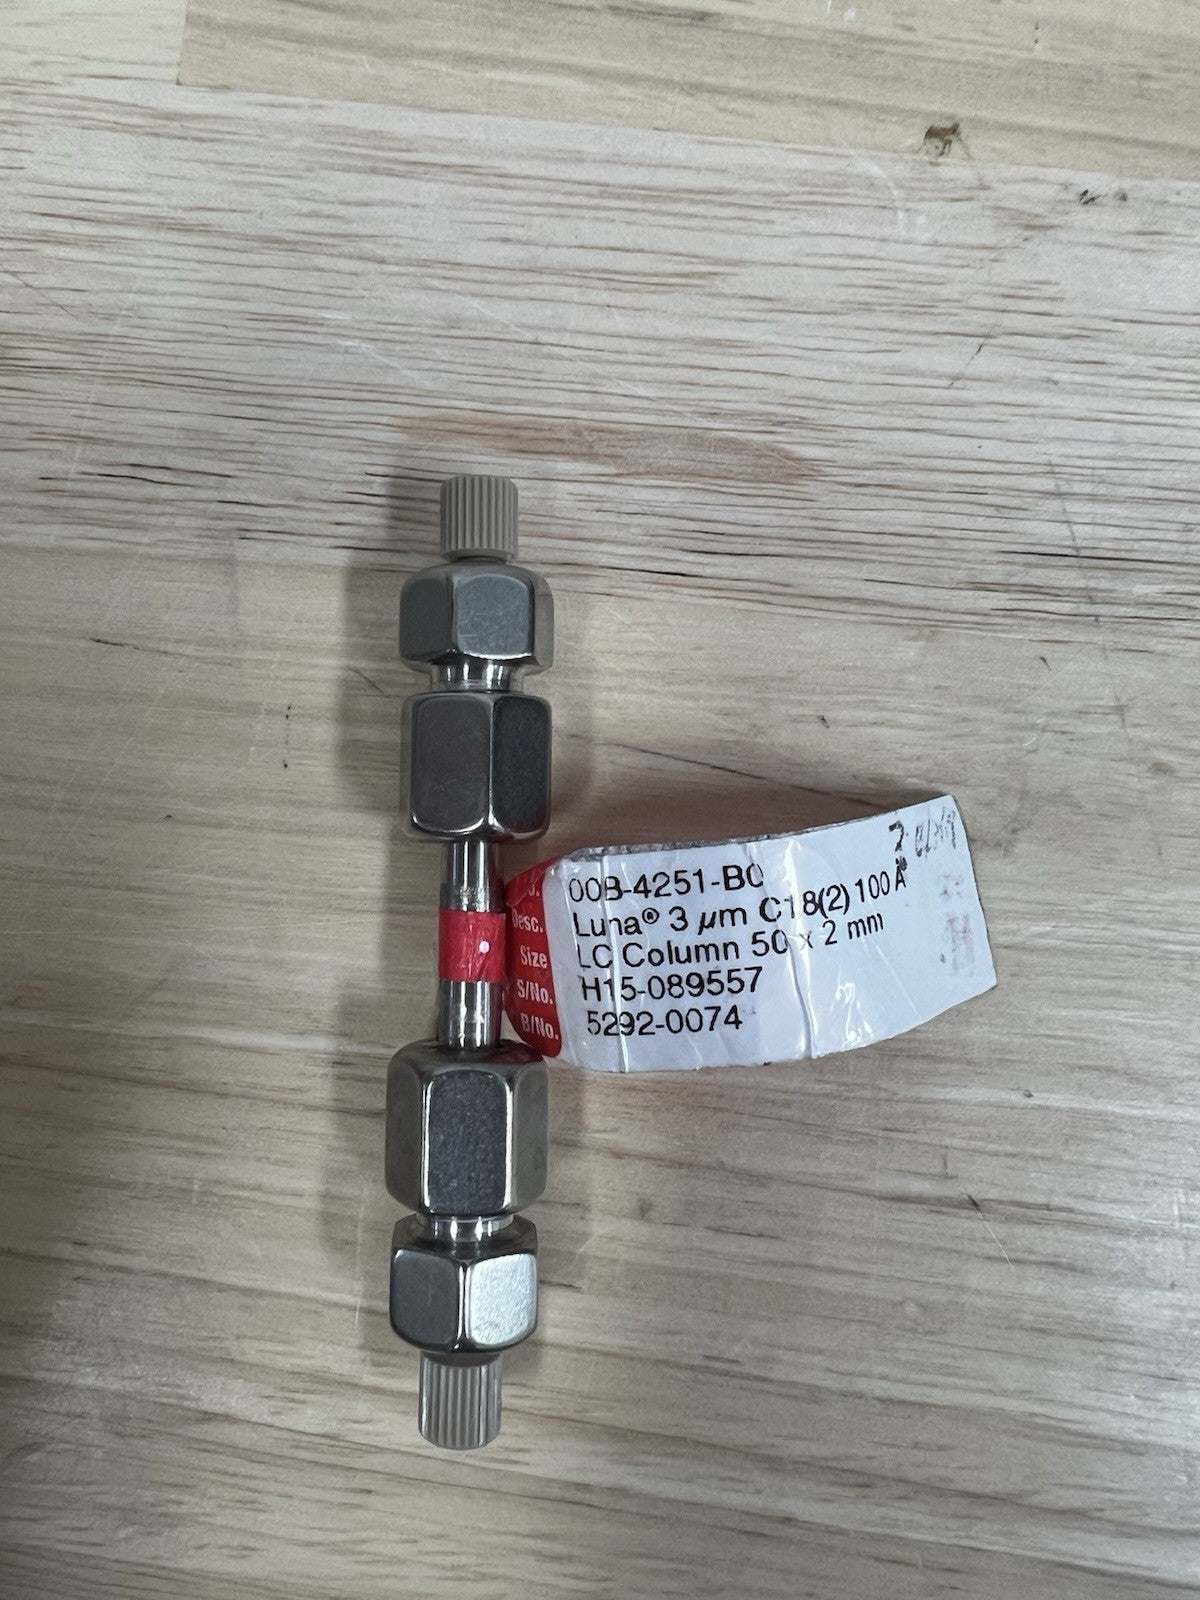 00B-4251-B0
Desc. Luna® 3 µm C18(2) 100 Å
Size LC Column 50 x 2 mm
S/No. H15-089557
B/No. 5292-0074